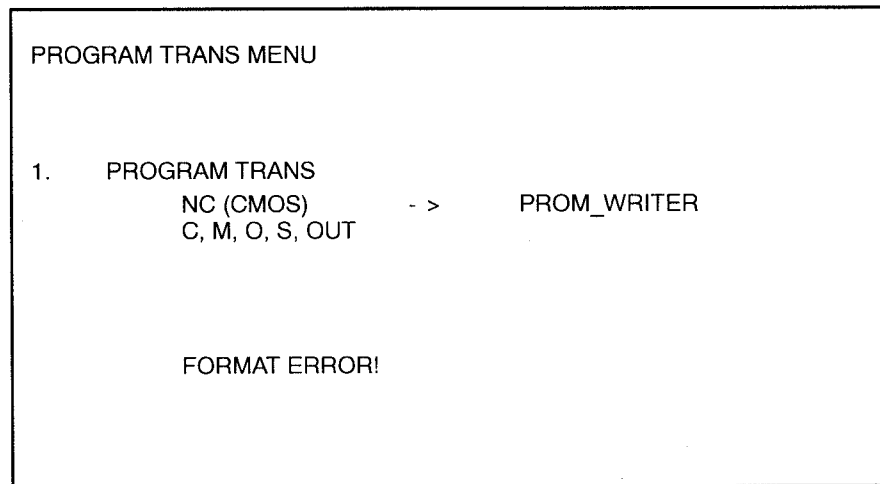 PROGRAM TRANS MENU
1. PROGRAM TRANS
NC (CMOS) - > PROM_WRITER
C, M, O, S, OUT
FORMAT ERROR!